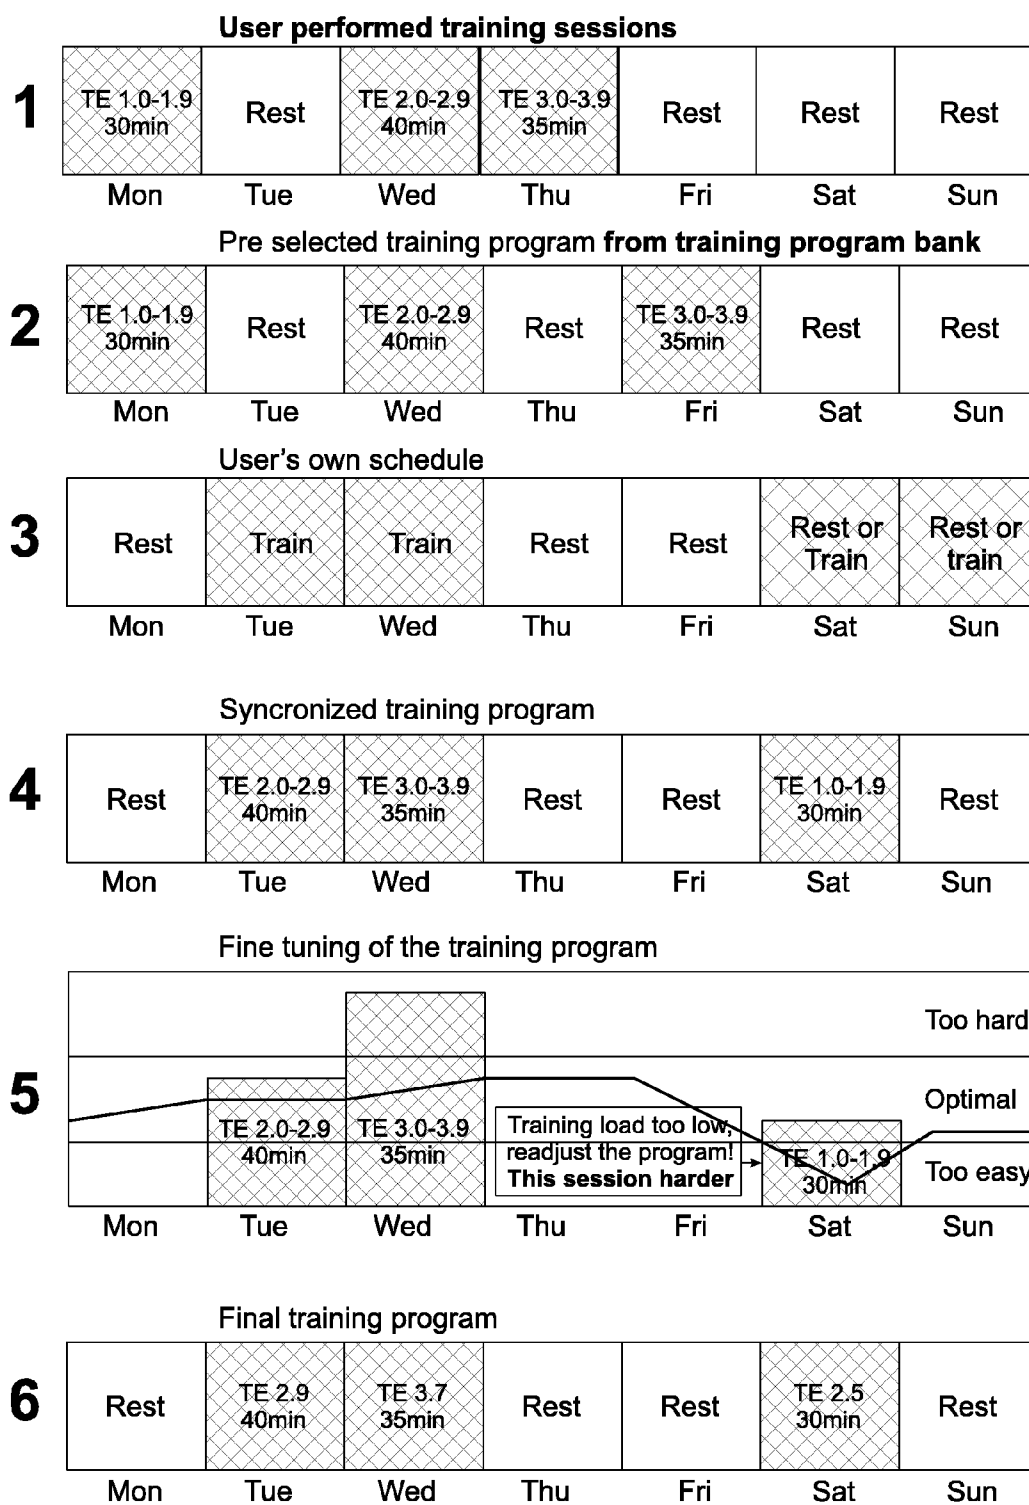 User performed training sessions
1
TE 1.0-1.9 30min
Rest
TE 2.0-2.9 40min
TE 3.0-3.9 35min
Rest
Rest
Rest
Mon Tue Wed Thu Fri Sat Sun
Pre selected training program from training program bank
2
TE 1.0-1.9 30min
Rest
TE 2.0-2.9 40min
Rest
TE 3.0-3.9 35min
Rest
Rest
Mon Tue Wed Thu Fri Sat Sun
User's own schedule
3
Rest
Train
Train
Rest
Rest
Rest or Train
Rest or train
Mon Tue Wed Thu Fri Sat Sun
Syncronized training program
4
Rest
TE 2.0-2.9 40min
TE 3.0-3.9 35min
Rest
Rest
TE 1.0-1.9 30min
Rest
Mon Tue Wed Thu Fri Sat Sun
Fine tuning of the training program
5
Too hard
Optimal
Too easy
TE 2.0-2.9 40min
TE 3.0-3.9 35min
Training load too low,
readjust the program!
This session harder
TE 1.0-1.9 30min
Mon Tue Wed Thu Fri Sat Sun
Final training program
6
Rest
TE 2.9 40min
TE 3.7 35min
Rest
Rest
TE 2.5 30min
Rest
Mon Tue Wed Thu Fri Sat Sun